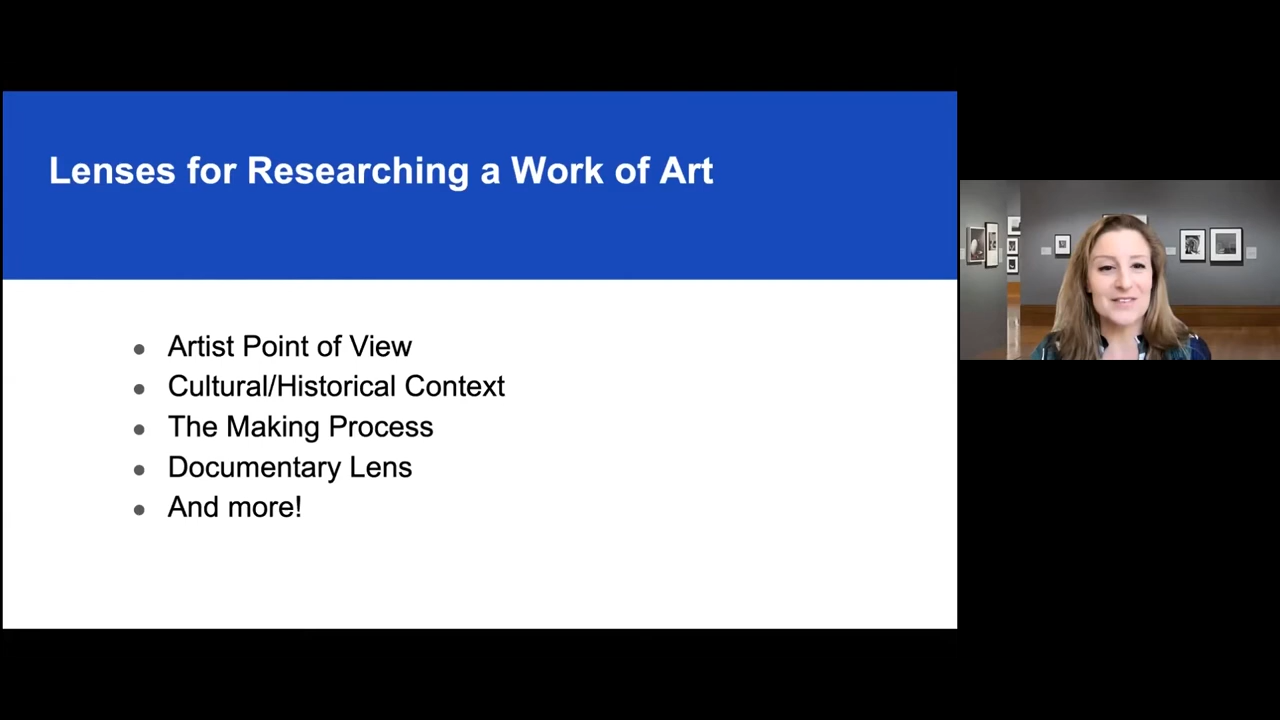 Lenses for Researching a Work of Art
Artist Point of View
Cultural/Historical Context
The Making Process
Documentary Lens
And more!